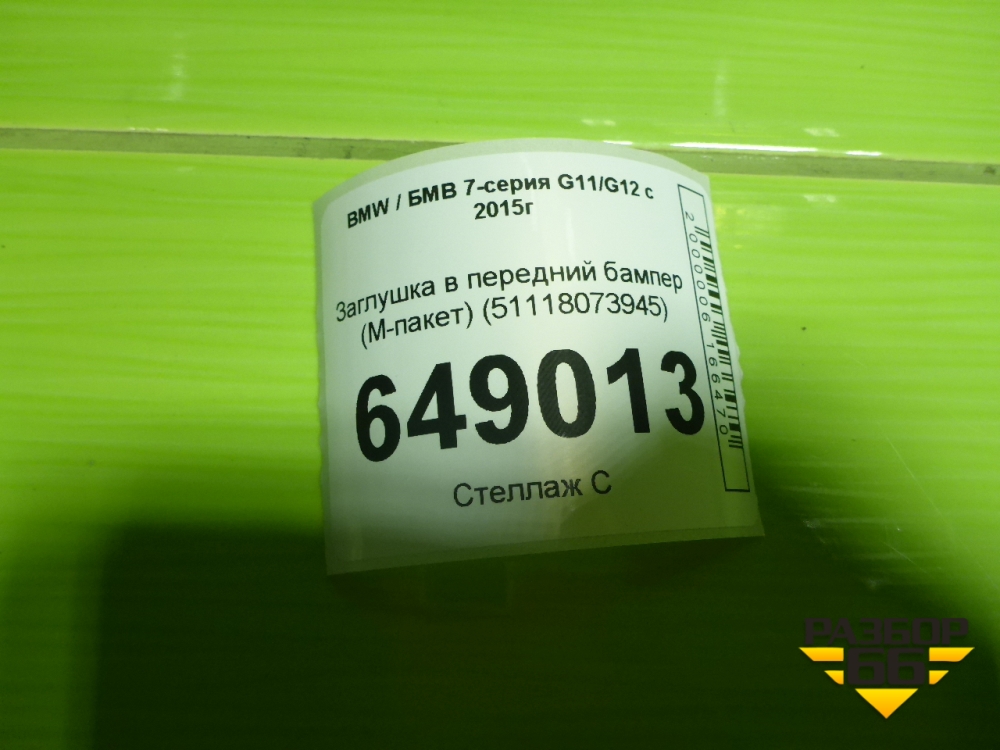 BMW / БМВ 7-серия G11/G12 с
2015г
Заглушка в передний бампер
(М-пакет) (51118073945)
649013
Стеллаж С
2000006166470
РАЗБОР
66